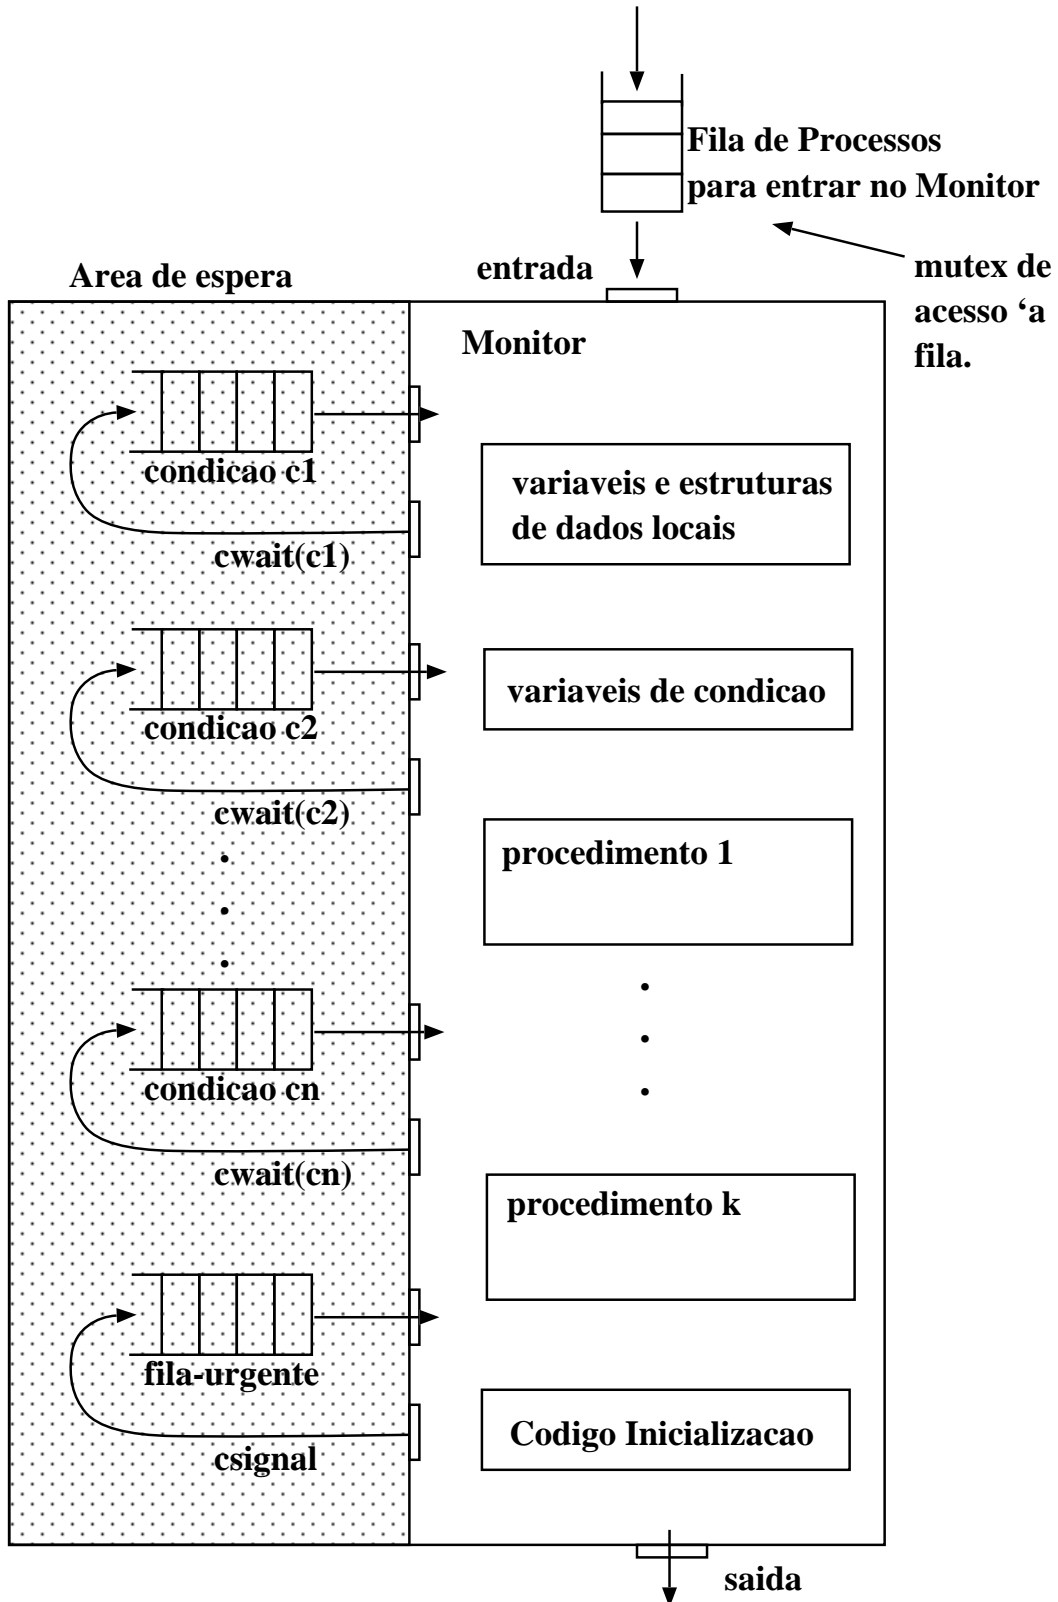 Fila de Processos
para entrar no Monitor
entrada
mutex de
acesso ‘a
fila.
Area de espera
Monitor
condicao c1
cwait(c1)
variaveis e estruturas
de dados locais
condicao c2
cwait(c2)
variaveis de condicao
procedimento 1
condicao cn
cwait(cn)
procedimento k
fila-urgente
csignal
Codigo Inicializacao
saida